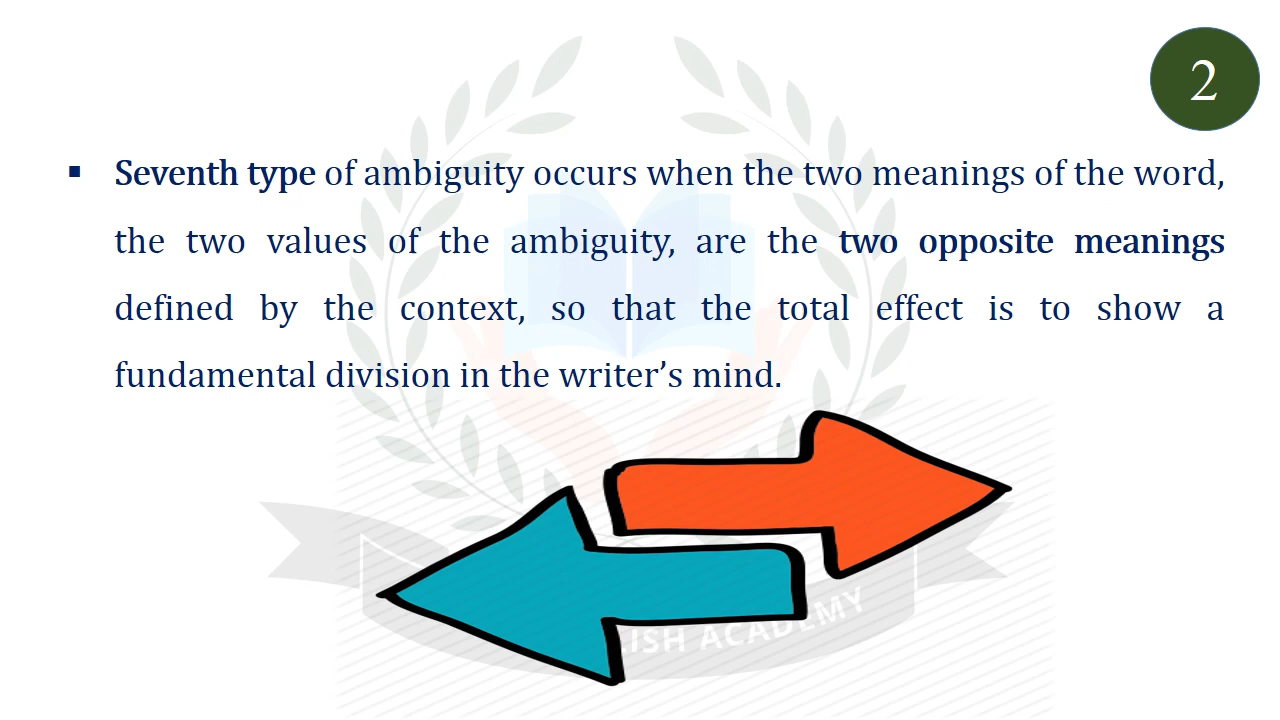 2
▪ Seventh type of ambiguity occurs when the two meanings of the word,
the two values of the ambiguity, are the two opposite meanings
defined by the context, so that the total effect is to show a
fundamental division in the writer’s mind.
ACADEMY